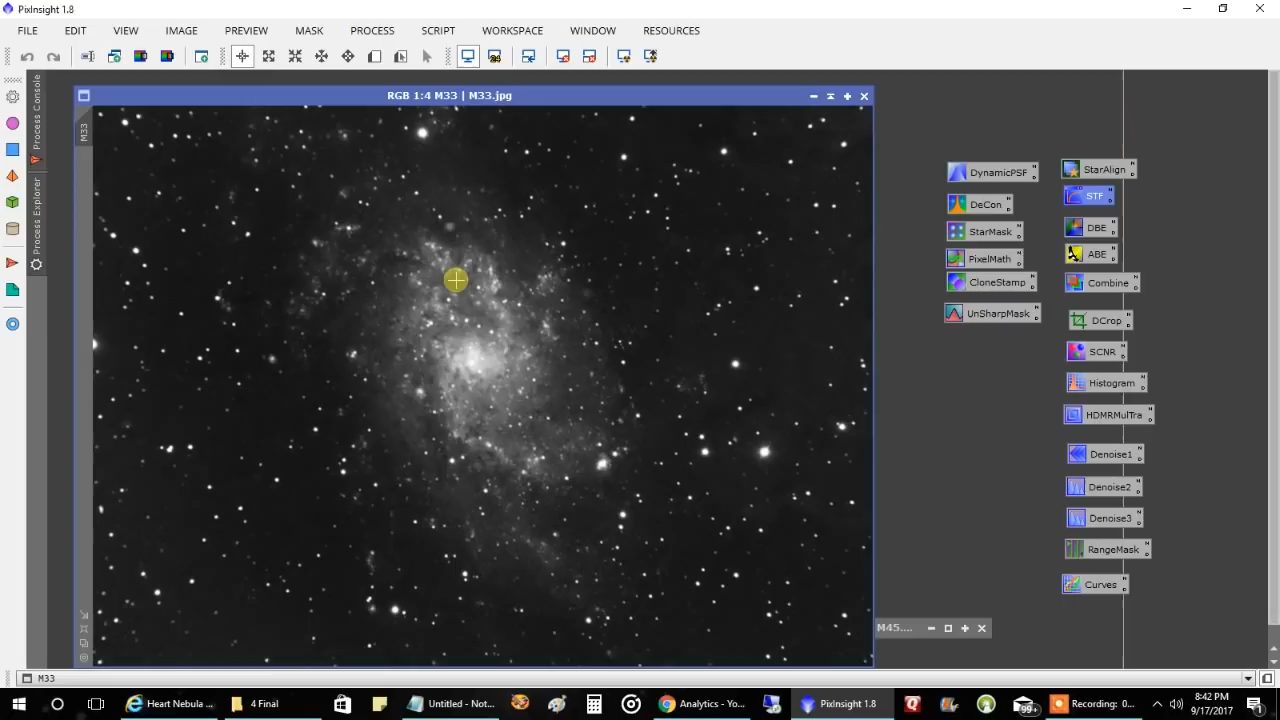 PixInsight 1.8
FILE EDIT VIEW IMAGE MASK PROCESS SCRIPT WORKSPACE WINDOW RESOURCES
Process Console
Process Explorer
RGB 1:4 M33 | M33.jpg
M33
DynamicPSF
DeCon
StarMask
PixelMath
CloneStamp
UnSharpMask
StarAlign
STF
DBE
ABE
Combine
DCrop
SCNR
Histogram
HDMRMulTra
Denoise1
Denoise2
Denoise3
RangeMask
Curves
M45....
M33
Heart Nebula ...
4 Final
Untitled - Not...
Analytics - Yo...
PixInsight 1.8
99+
Recording: 0...
8:42 PM
9/17/2017